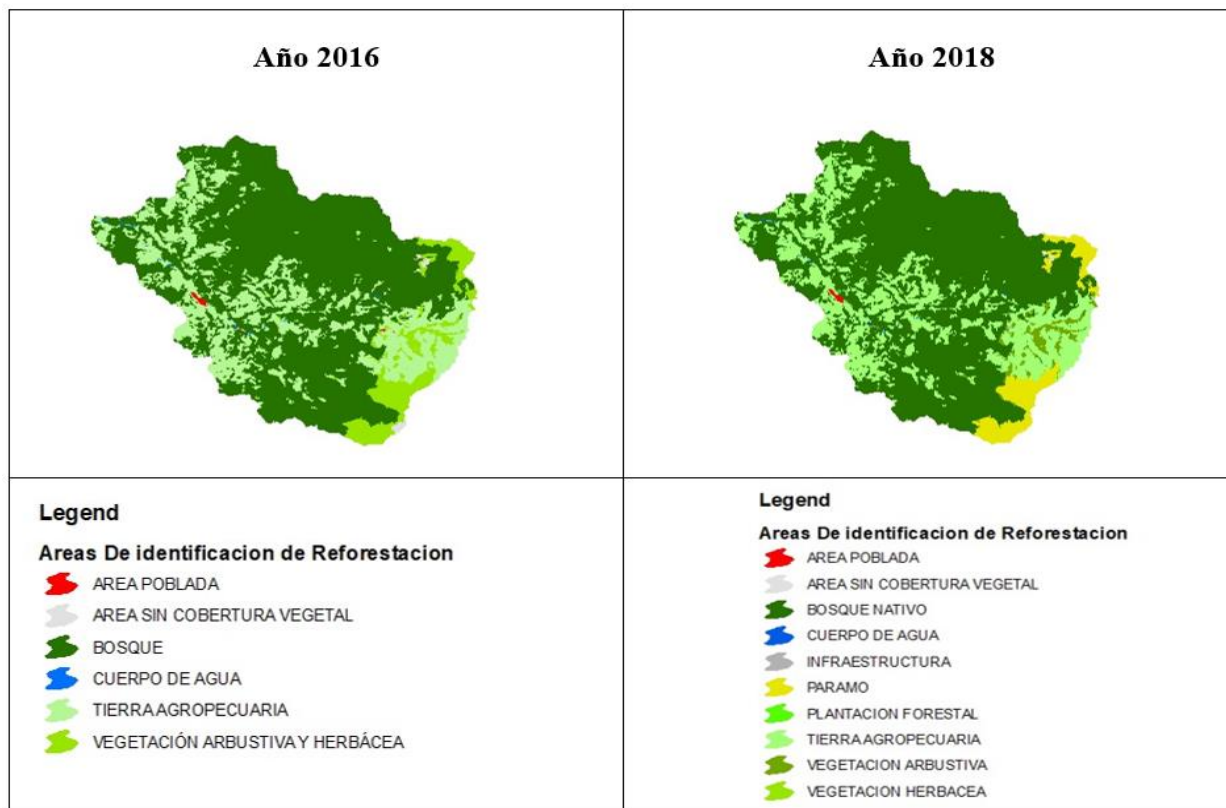 Año 2016
Año 2018
Legend
Areas De identificacion de Reforestacion
AREA POBLADA
AREA SIN COBERTURA VEGETAL
BOSQUE
CUERPO DE AGUA
TIERRA AGROPECUARIA
VEGETACIÓN ARBUSTIVA Y HERBÁCEA
Legend
Areas De identificacion de Reforestacion
AREA POBLADA
AREA SIN COBERTURA VEGETAL
BOSQUE NATIVO
CUERPO DE AGUA
INFRAESTRUCTURA
PARAMO
PLANTACION FORESTAL
TIERRA AGROPECUARIA
VEGETACION ARBUSTIVA
VEGETACION HERBACEA